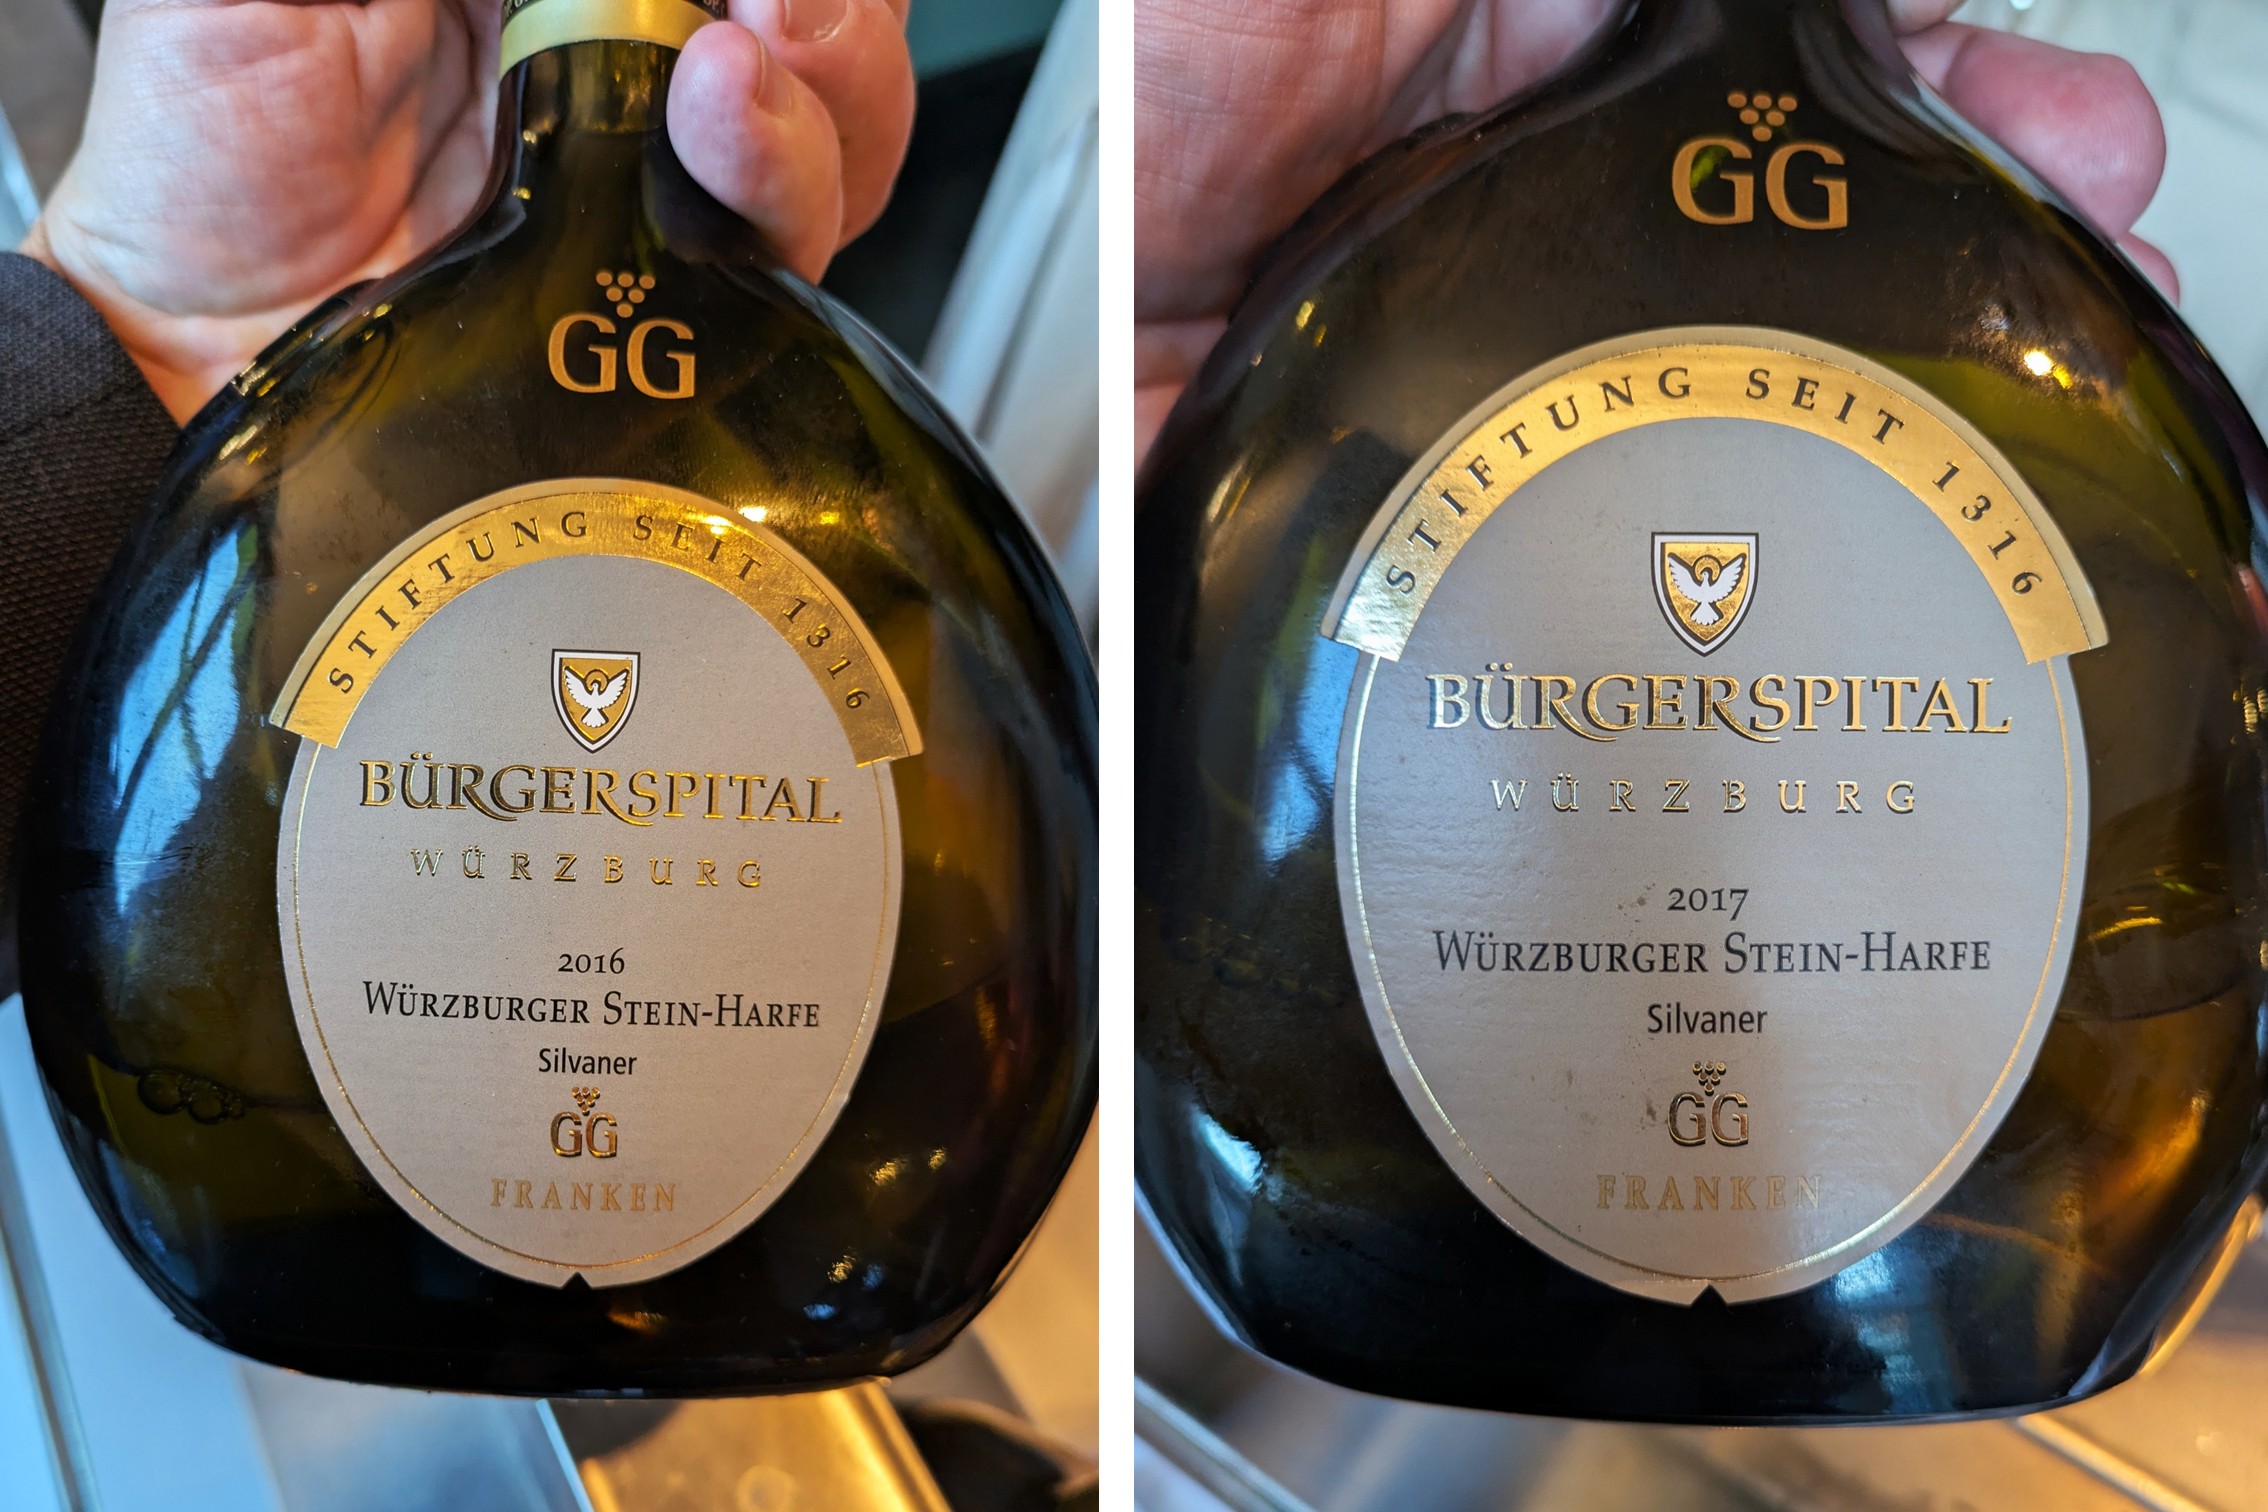 GG
STIFTUNG SEIT 1316
BÜRGERSPITAL
WÜRZBURG
2016
WÜRZBURGER STEIN-HARFE
Silvaner
GG
FRANKEN
GG
STIFTUNG SEIT 1316
BÜRGERSPITAL
WÜRZBURG
2017
WÜRZBURGER STEIN-HARFE
Silvaner
GG
FRANKEN